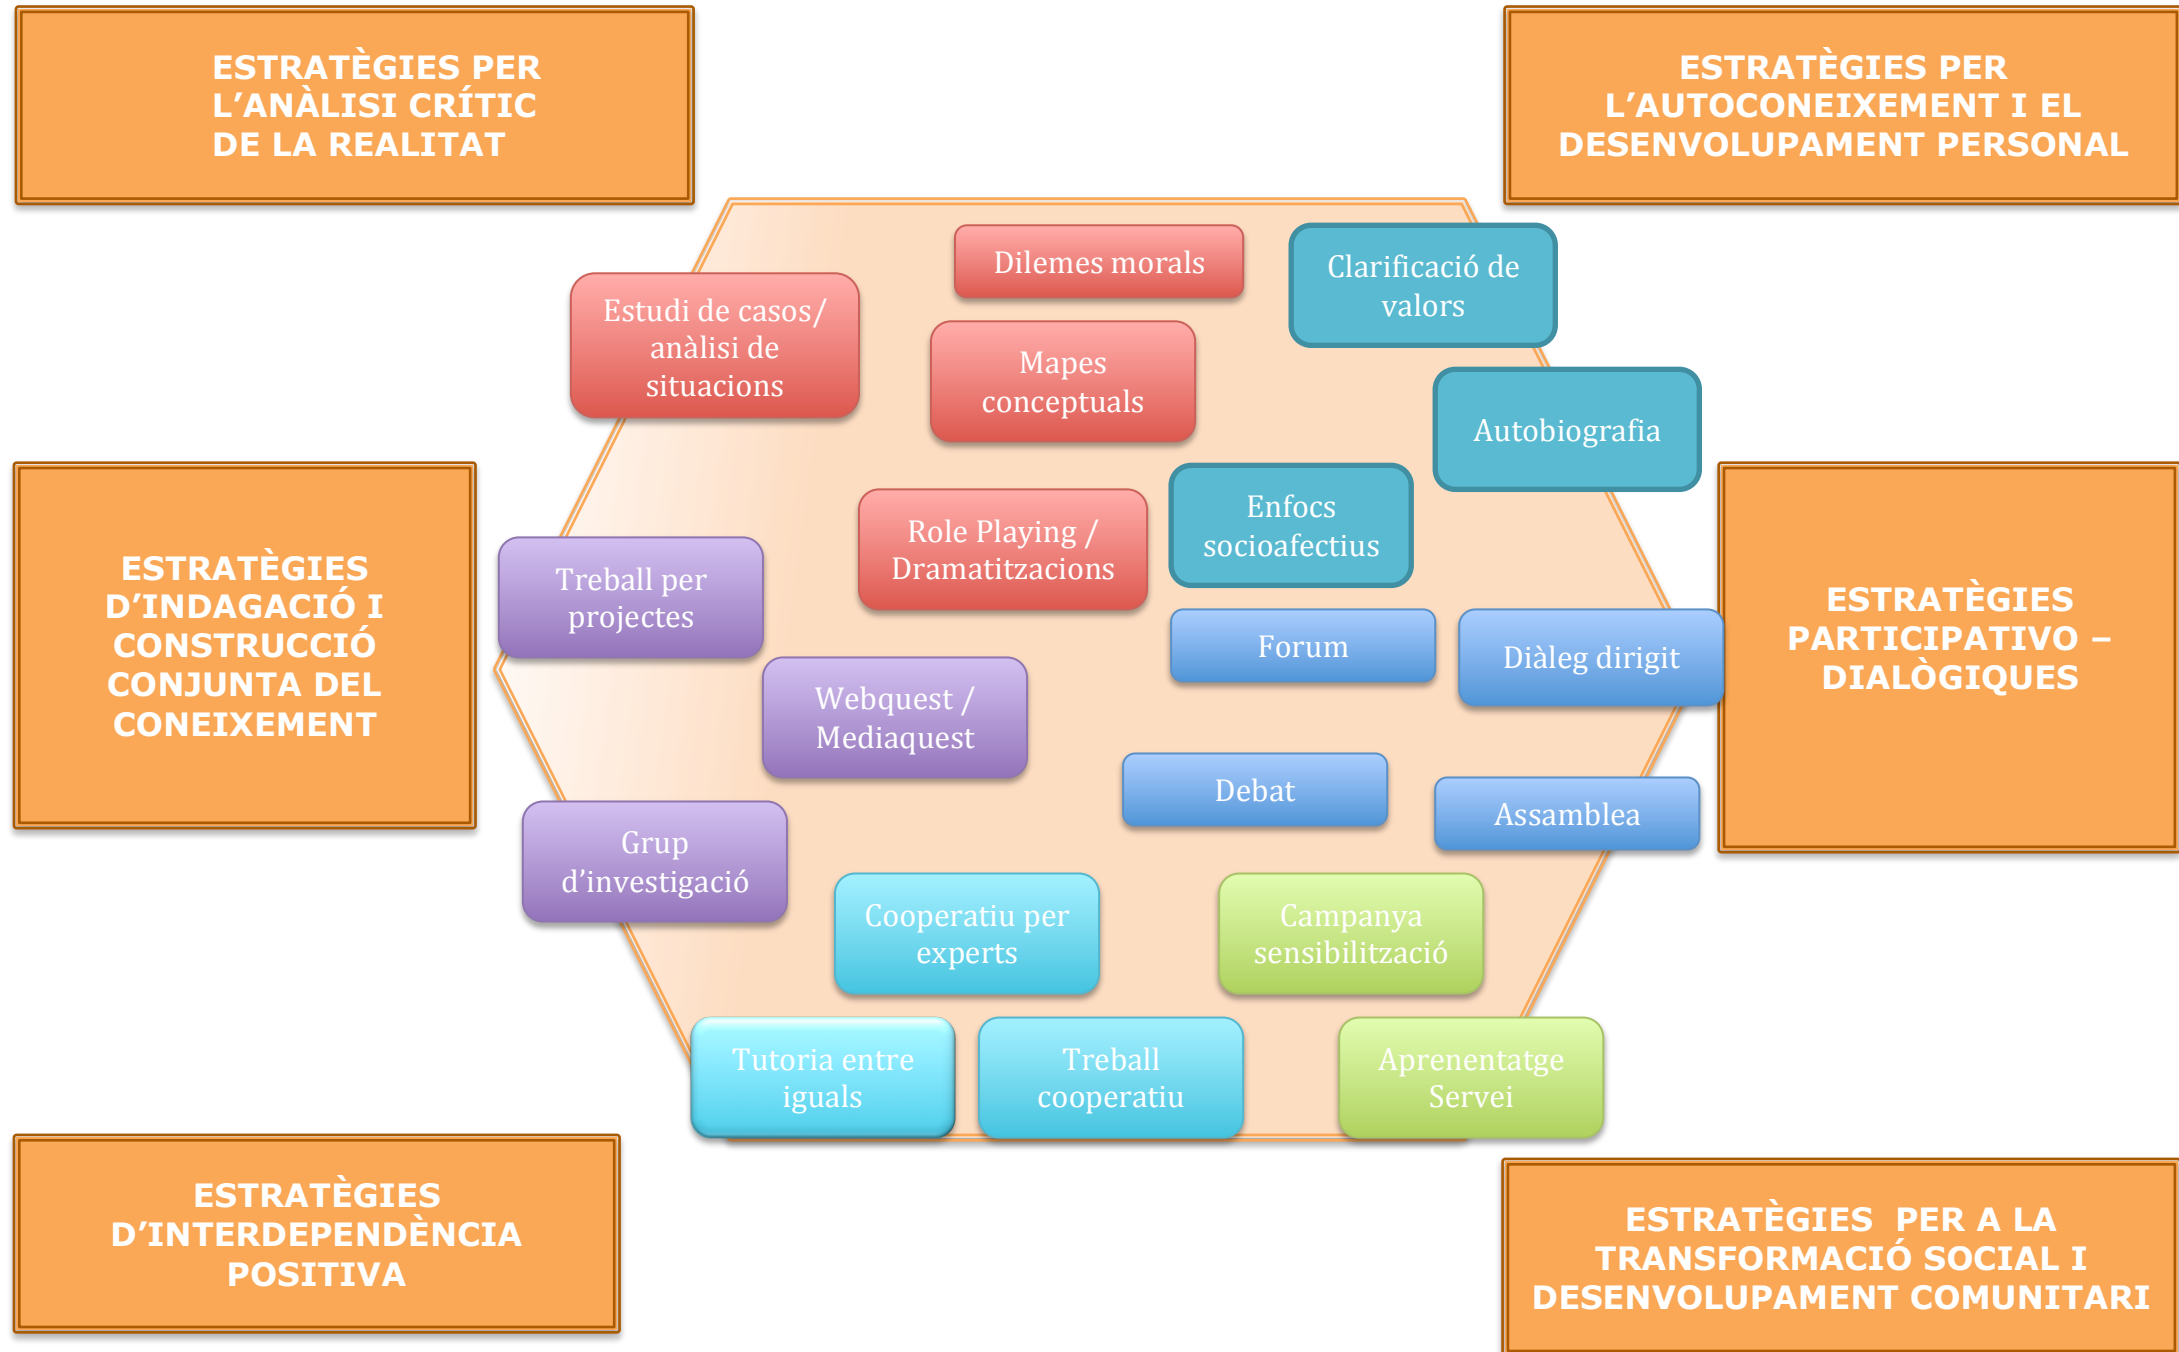 ESTRATÈGIES PER
L’ANÀLISI CRÍTIC
DE LA REALITAT
ESTRATÈGIES PER
L’AUTOCONEIXEMENT I EL
DESENVOLUPAMENT PERSONAL
Dilemes morals
Clarificació de
valors
Estudi de casos/
anàlisi de
situacions
Mapes
conceptuals
Autobiografia
Role Playing /
Dramatitzacions
Enfocs
socioafectius
ESTRATÈGIES
D’INDAGACIÓ I
CONSTRUCCIÓ
CONJUNTA DEL
CONEIXEMENT
Treball per
projectes
Forum
Diàleg dirigit
ESTRATÈGIES
PARTICIPATIVO –
DIALÒGIQUES
Webquest /
Mediaquest
Debat
Assamblea
Grup
d’investigació
Cooperatiu per
experts
Campanya
sensibilització
Tutoria entre
iguals
Treball
cooperatiu
Aprenentatge
Servei
ESTRATÈGIES
D’INTERDEPENDÈNCIA
POSITIVA
ESTRATÈGIES  PER A LA
TRANSFORMACIÓ SOCIAL I
DESENVOLUPAMENT COMUNITARI